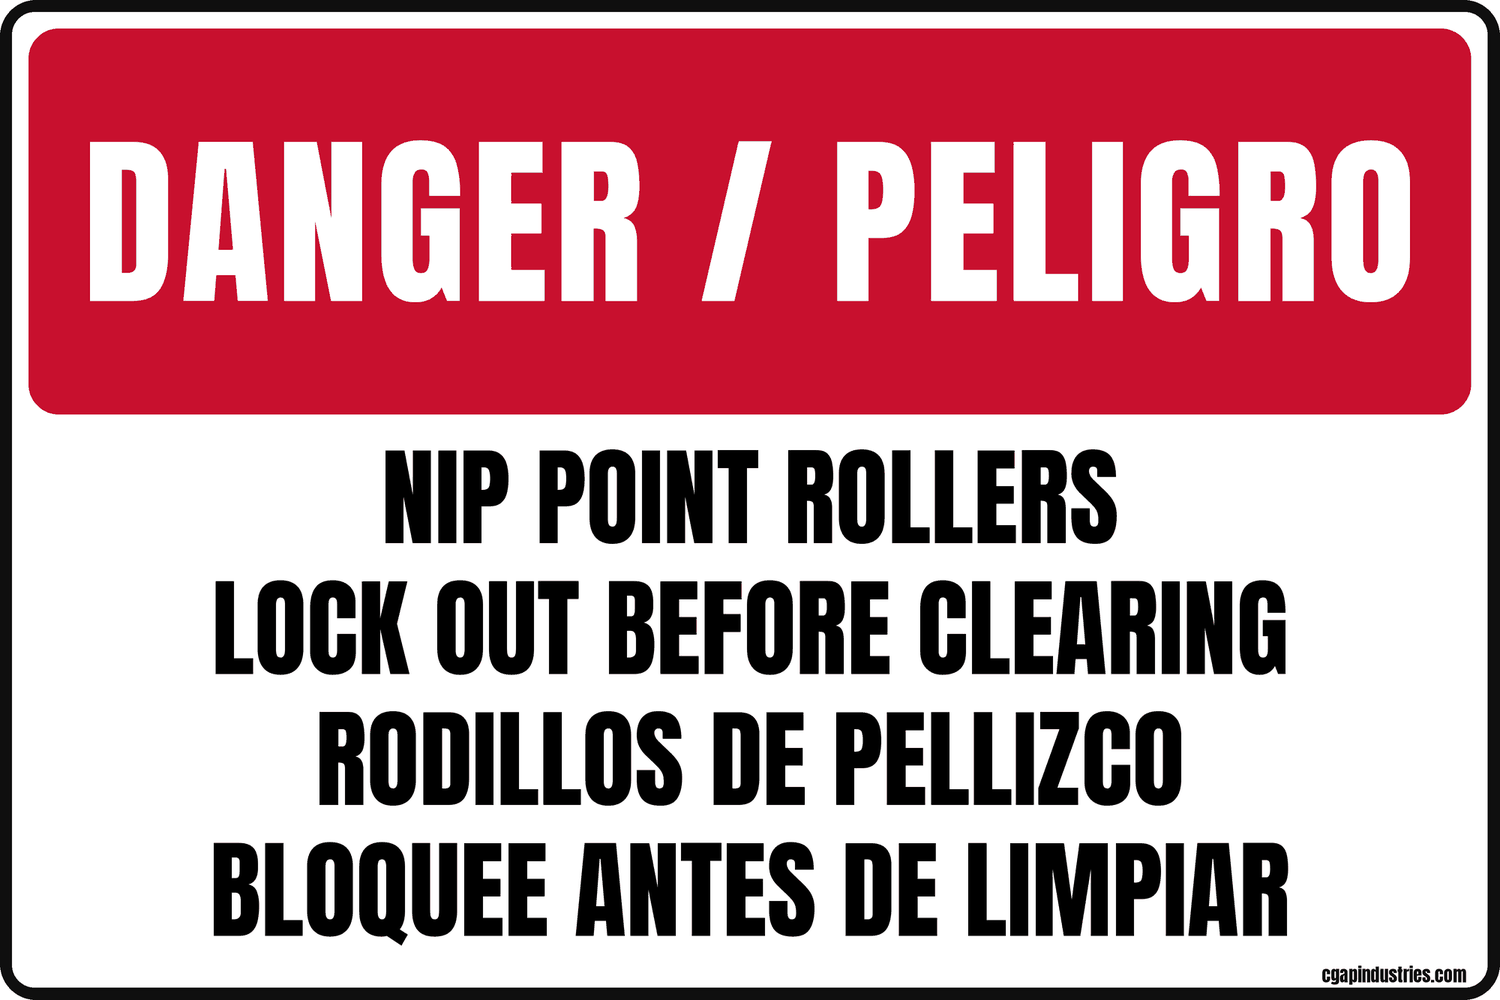 DANGER / PELIGRO
NIP POINT ROLLERS
LOCK OUT BEFORE CLEARING
RODILLOS DE PELLIZCO
BLOQUEE ANTES DE LIMPIAR
cgapindustries.com